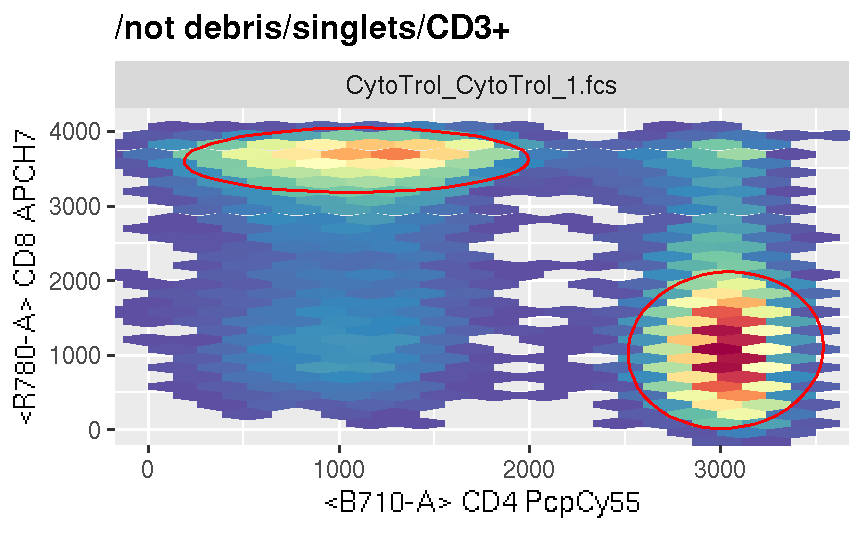 /not debris/singlets/CD3+
CytoTrol_CytoTrol_1.fcs
<R780-A> CD8 APCH7
4000
3000
2000
1000
0
0 1000 2000 3000
<B710-A> CD4 PcpCy55